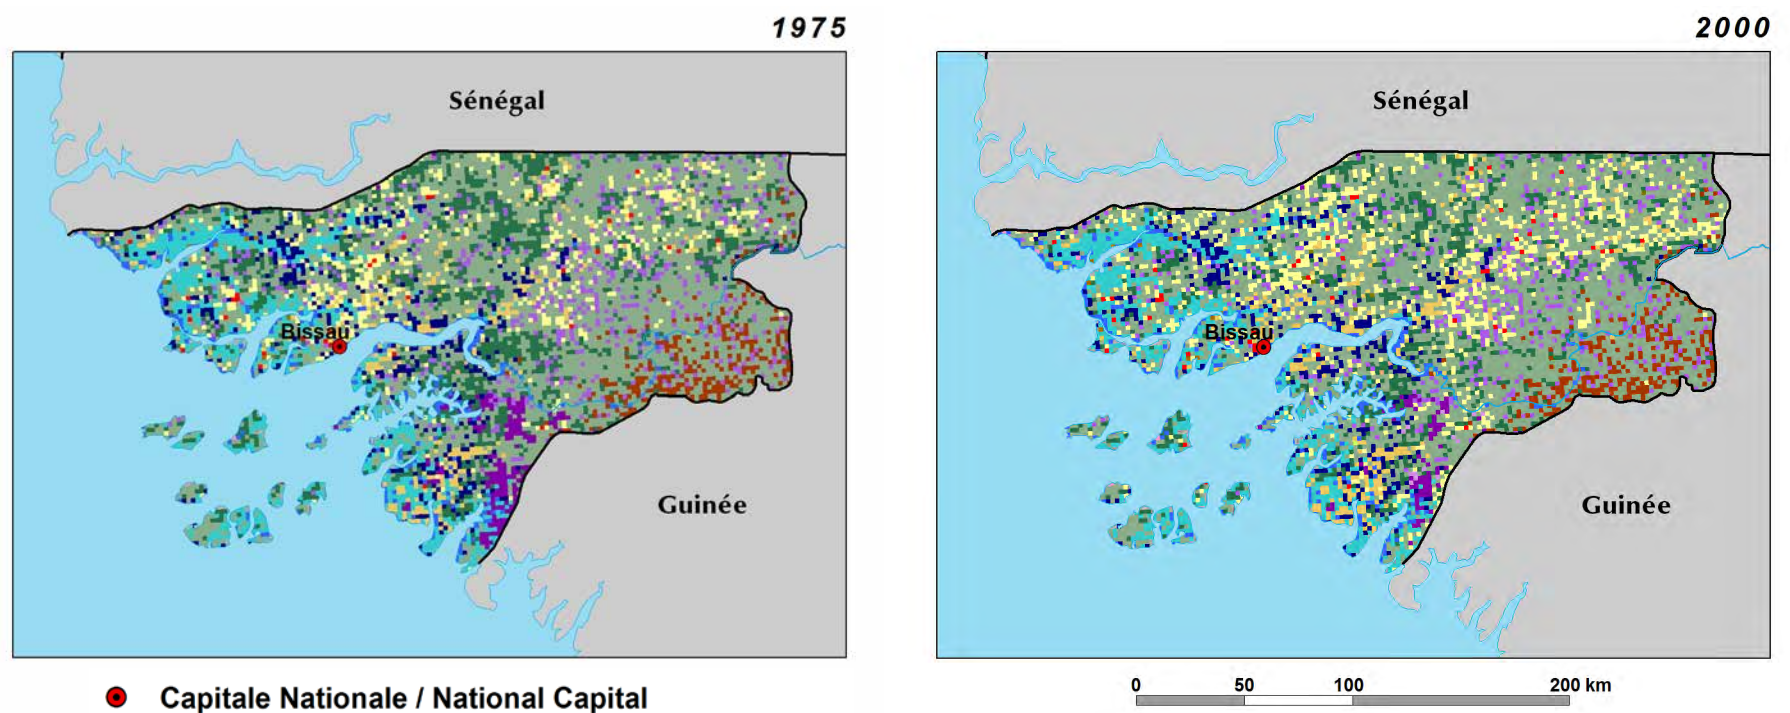 1975
2000
Sénégal
Sénégal
Bissau
Bissau
Guinée
Guinée
Capitale Nationale / National Capital
0 50 100 200 km